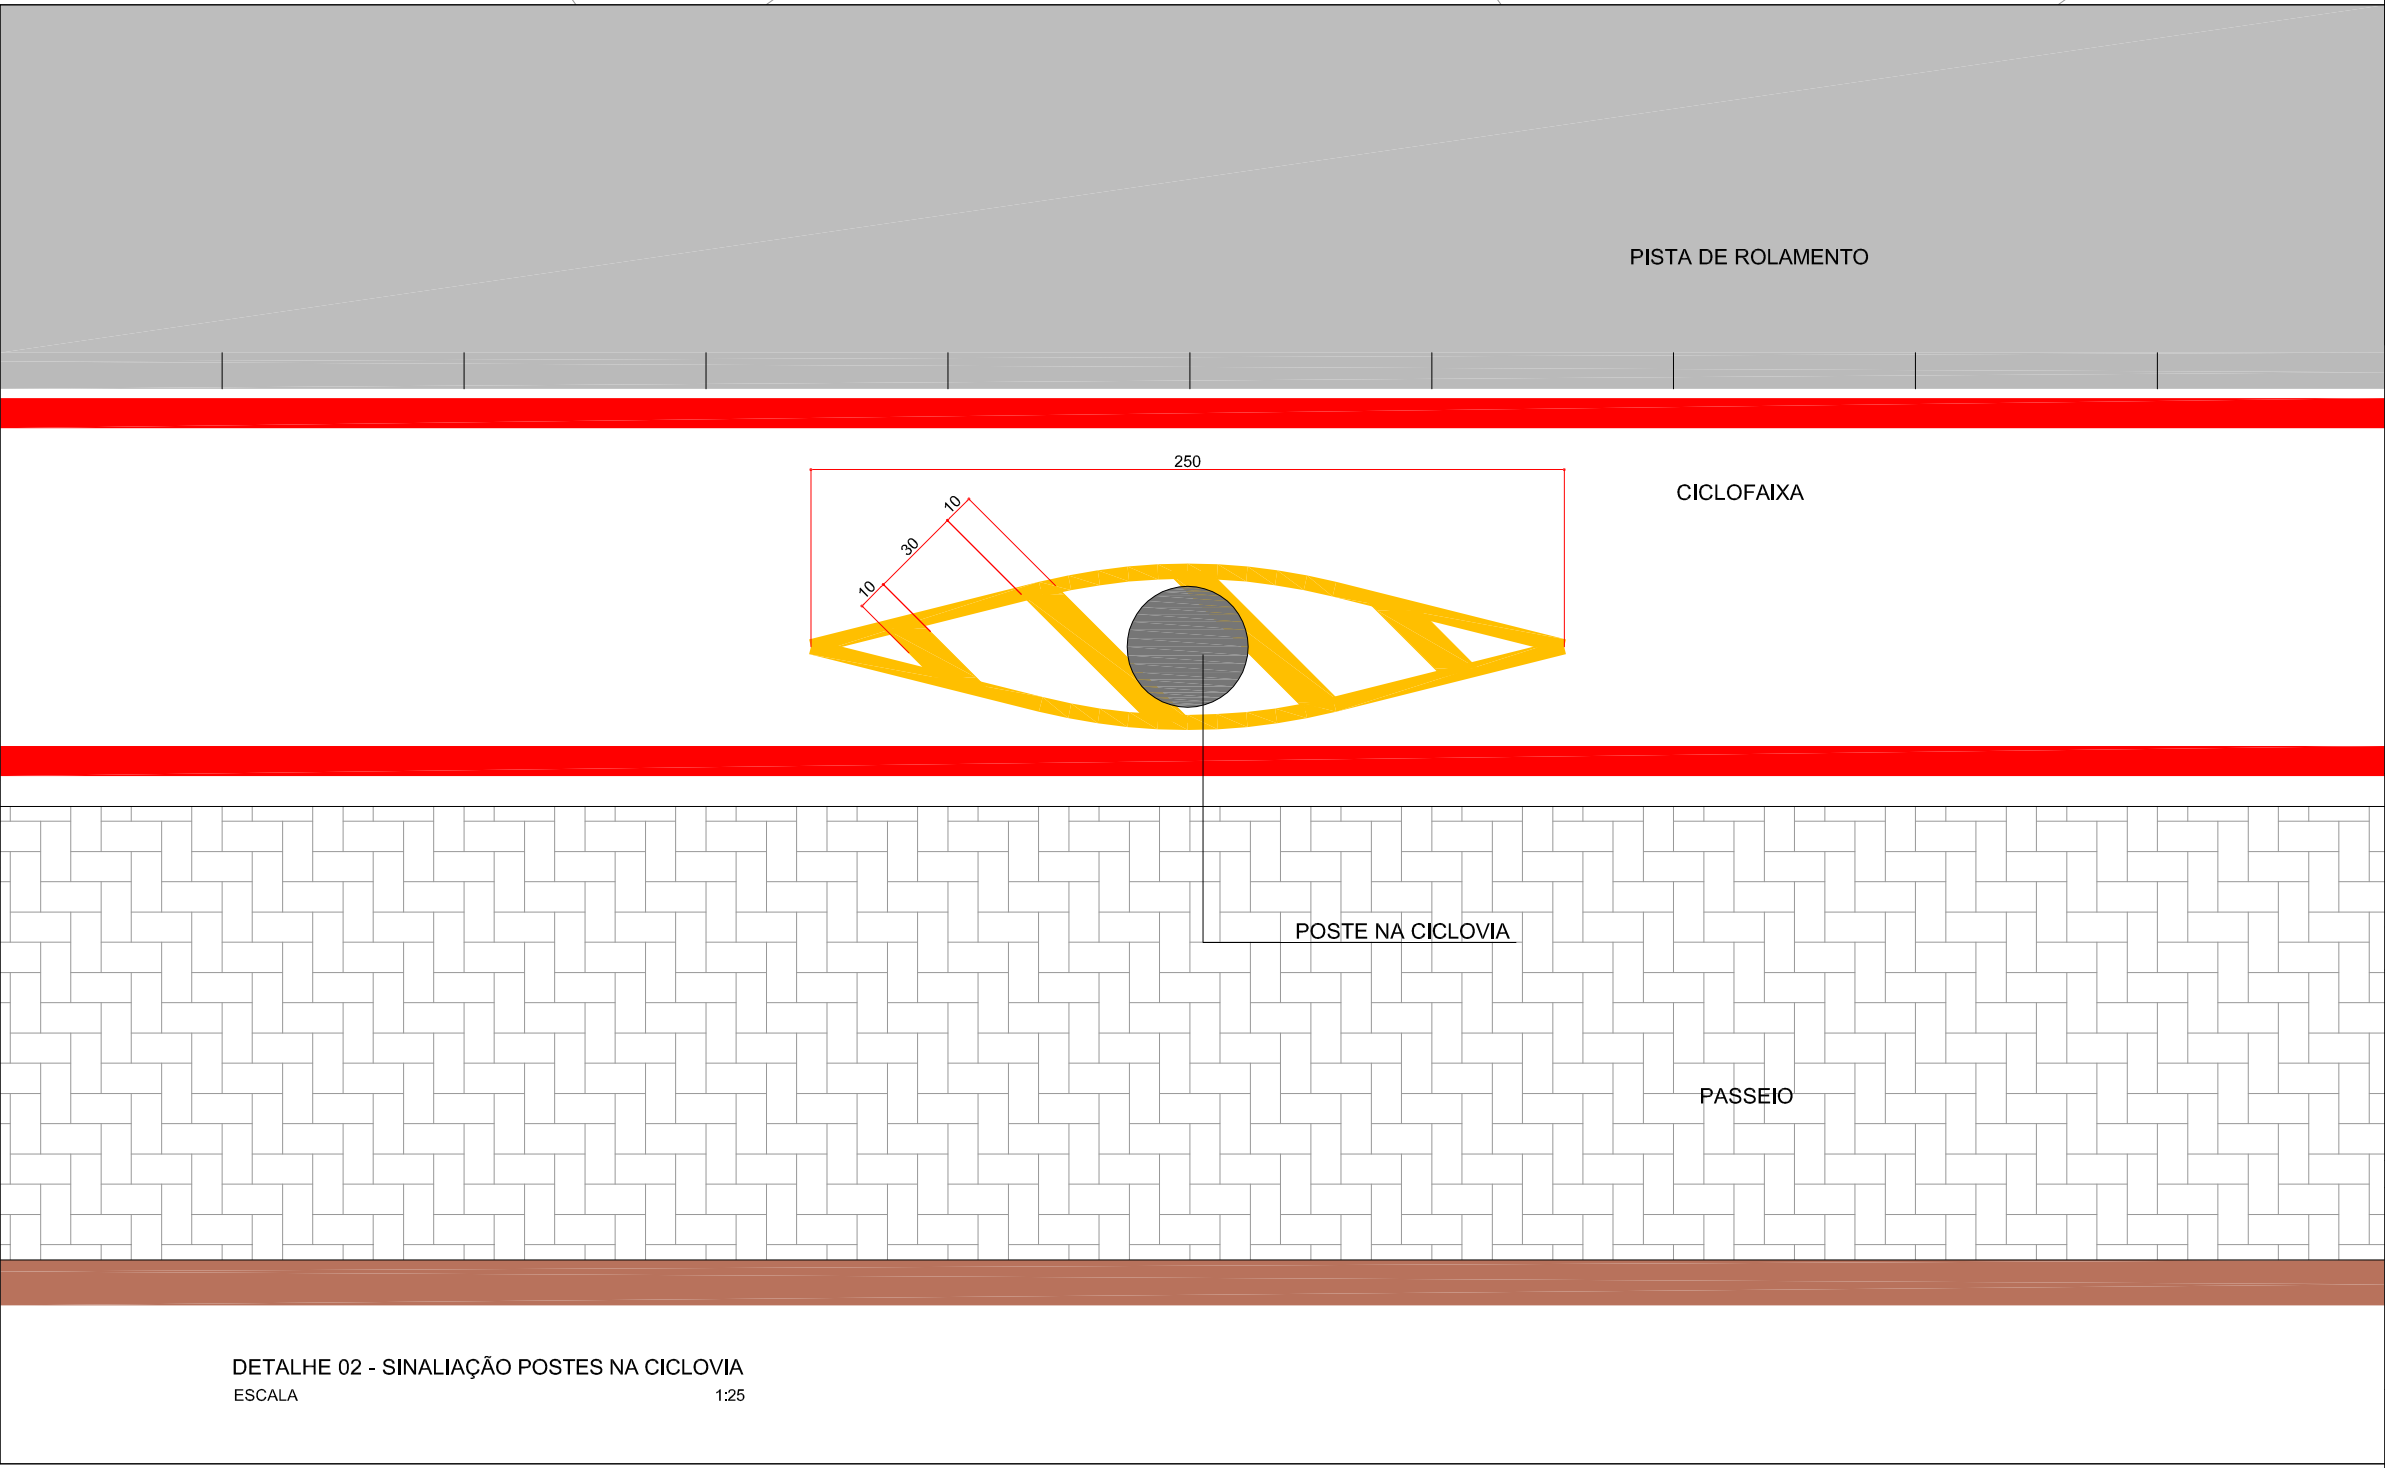 PISTA DE ROLAMENTO
250
CICLOFAIXA
10
30
10
POSTE NA CICLOVIA
PASSEIO
DETALHE 02 - SINALIAÇÃO POSTES NA CICLOVIA
ESCALA 1:25